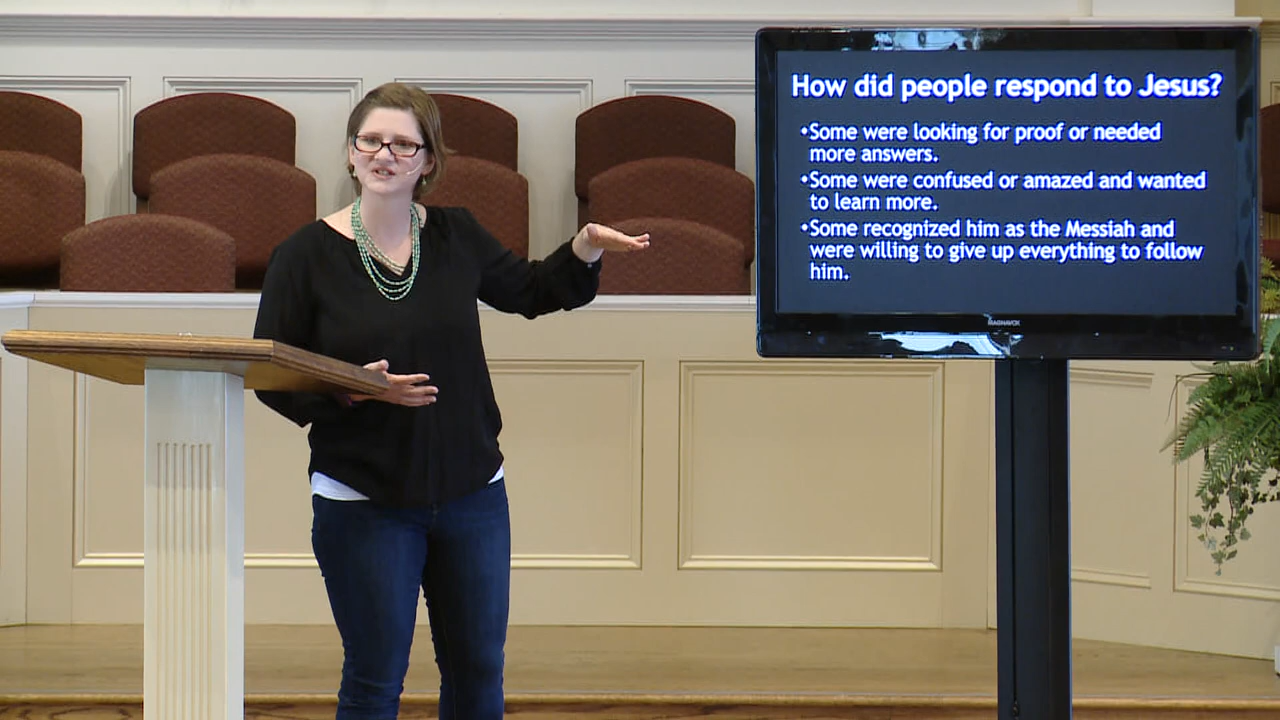 How did people respond to Jesus?
•Some were looking for proof or needed
more answers.
•Some were confused or amazed and wanted
to learn more.
•Some recognized him as the Messiah and
were willing to give up everything to follow
him.
MAGNAVOX